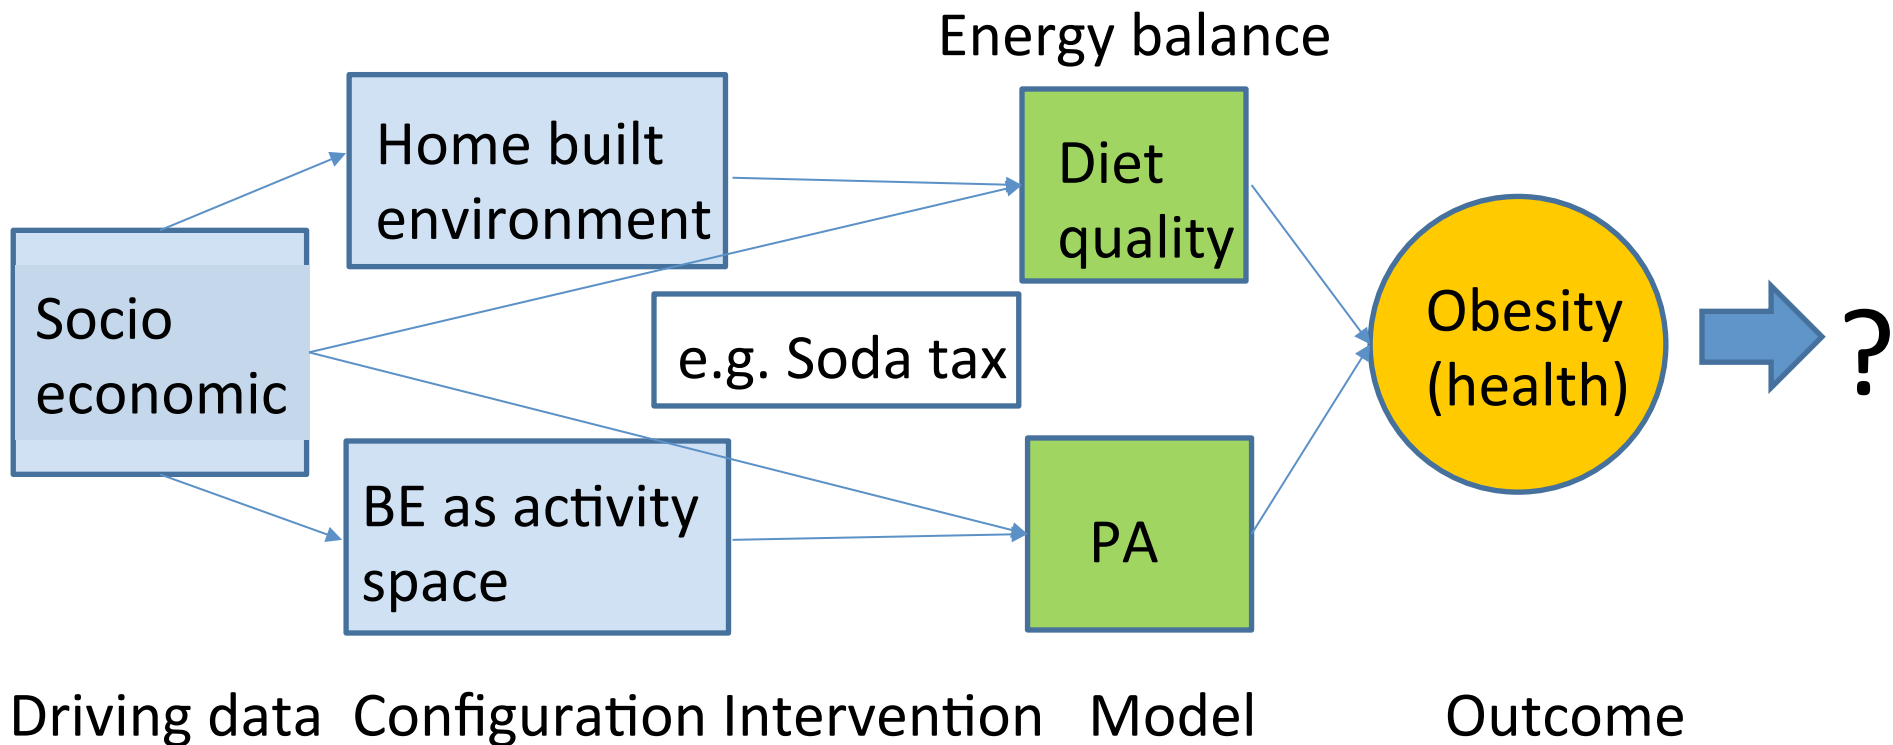 Energy balance
Home built
environment
Diet
quality
Socio
economic
e.g. Soda tax
Obesity
(health)
?
BE as activity
space
PA
Driving data
Configuration
Intervention
Model
Outcome